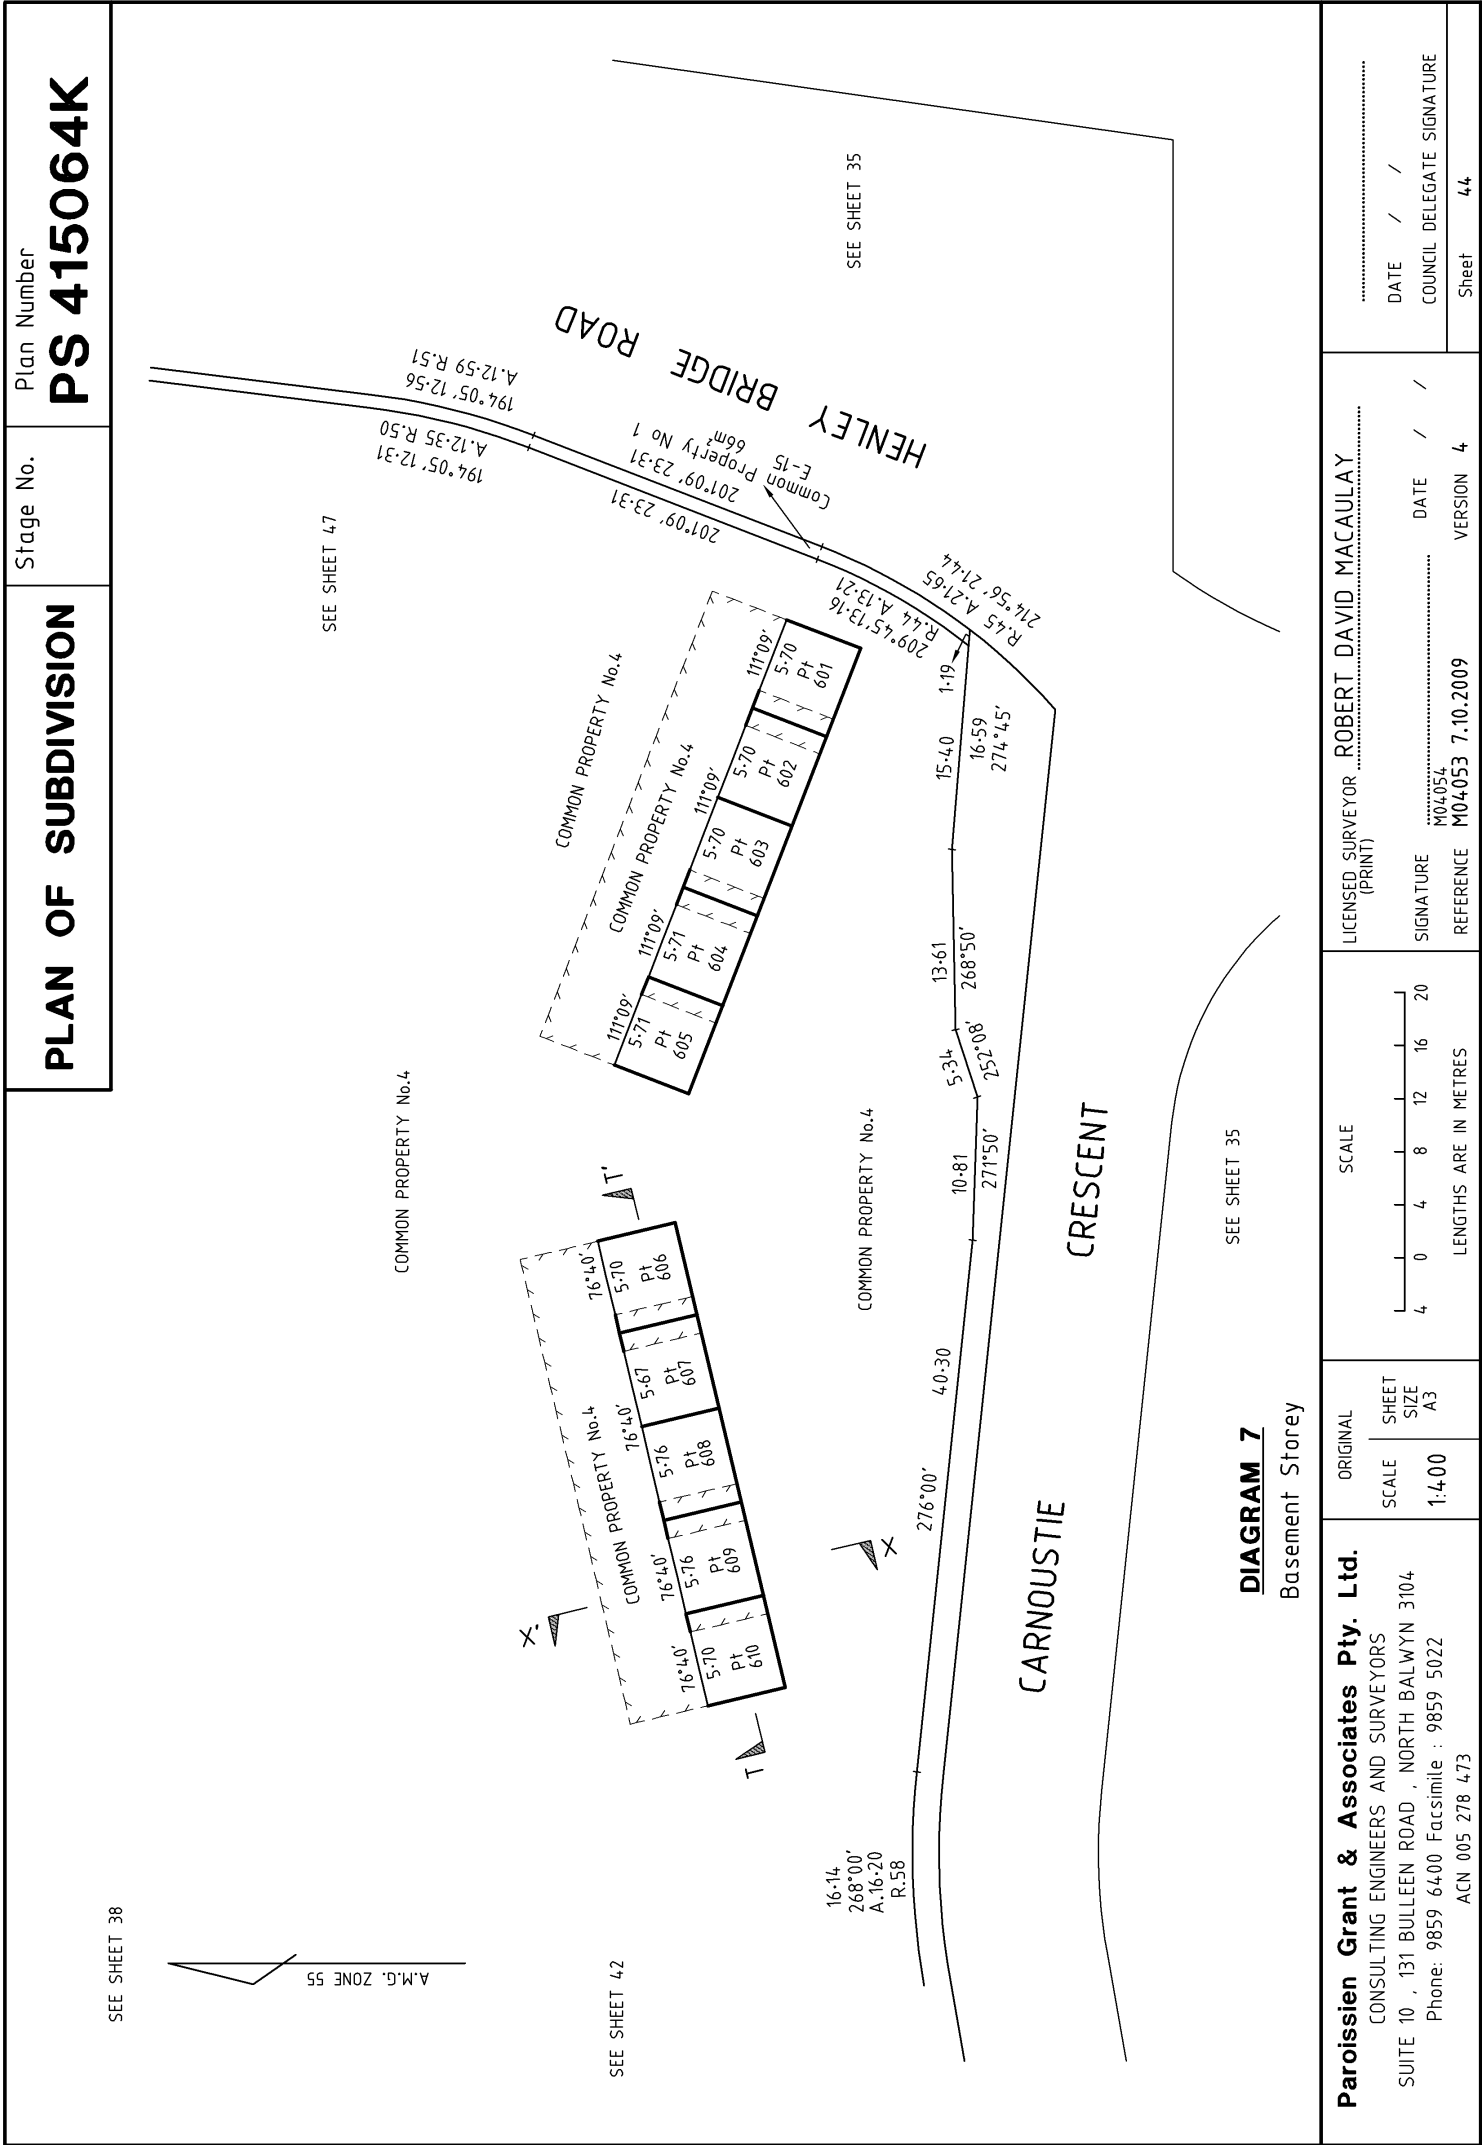 PLAN OF SUBDIVISION
Stage No.
Plan Number
PS 415064K
SEE SHEET 38
A.M.G. ZONE 55
SEE SHEET 42
SEE SHEET 47
SEE SHEET 35
COMMON PROPERTY No.4
COMMON PROPERTY No.4
COMMON PROPERTY No.4
COMMON PROPERTY No.4
COMMON PROPERTY No.4
X'
X
T
T'
76°40'
5·70
Pt
610
76°40'
5·76
Pt
609
5·76
Pt
608
76°40'
5·67
Pt
607
76°40'
5·70
Pt
606
111°09'
5·71
Pt
605
111°09'
5·71
Pt
604
5·70
Pt
603
111°09'
5·70
Pt
602
111°09'
5·70
Pt
601
194°05' 12·31
A.12·35 R.50
194°05' 12·56
A.12·59 R.51
201°09' 23·31
201°09' 23·31
Common Property No 1
E-15 66m²
HENLEY BRIDGE ROAD
209°45' 13·16
R.44 A.13·21
R.45 A.21·65
214°56' 21·44
1·19
15·40
16·59
274°45'
13·61
268°50'
5·34
252°08'
10·81
271°50'
40·30
276°00'
16·14
268°00'
A.16·20
R.58
CARNOUSTIE CRESCENT
SEE SHEET 35
DIAGRAM 7
Basement Storey
Paroissien Grant & Associates Pty. Ltd.
CONSULTING ENGINEERS AND SURVEYORS
SUITE 10 , 131 BULLEEN ROAD , NORTH BALWYN 3104
Phone: 9859 6400 Facsimile : 9859 5022
ACN 005 278 473
ORIGINAL
SCALE
1:400
SHEET
SIZE
A3
SCALE
4 0 4 8 12 16 20
LENGTHS ARE IN METRES
LICENSED SURVEYOR ROBERT DAVID MACAULAY
(PRINT)
SIGNATURE DATE / /
M04054
REFERENCE M04053 7.10.2009 VERSION 4
DATE / /
COUNCIL DELEGATE SIGNATURE
Sheet 44